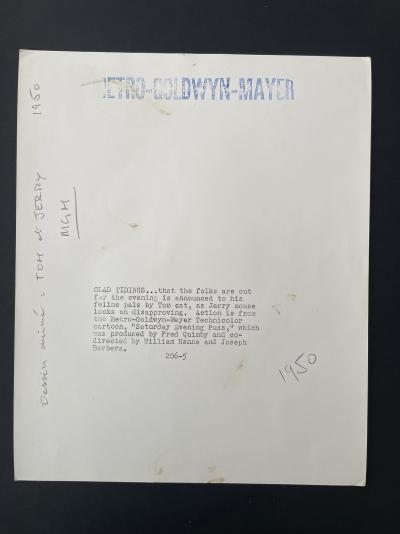 METRO-GOLDWYN-MAYER
Dessin animé : TOM et JERRY 1950
MGM
GLAD TIDINGS...that the folks are out
for the evening is announced to his
feline pals by Tom cat, as Jerry mouse
looks on disapproving. Action is from
the Metro-Goldwyn-Mayer Technicolor
cartoon, "Saturday Evening Puss," which
was produced by Fred Quimby and co-
directed by William Hanna and Joseph
Barbera.
206-5
1950